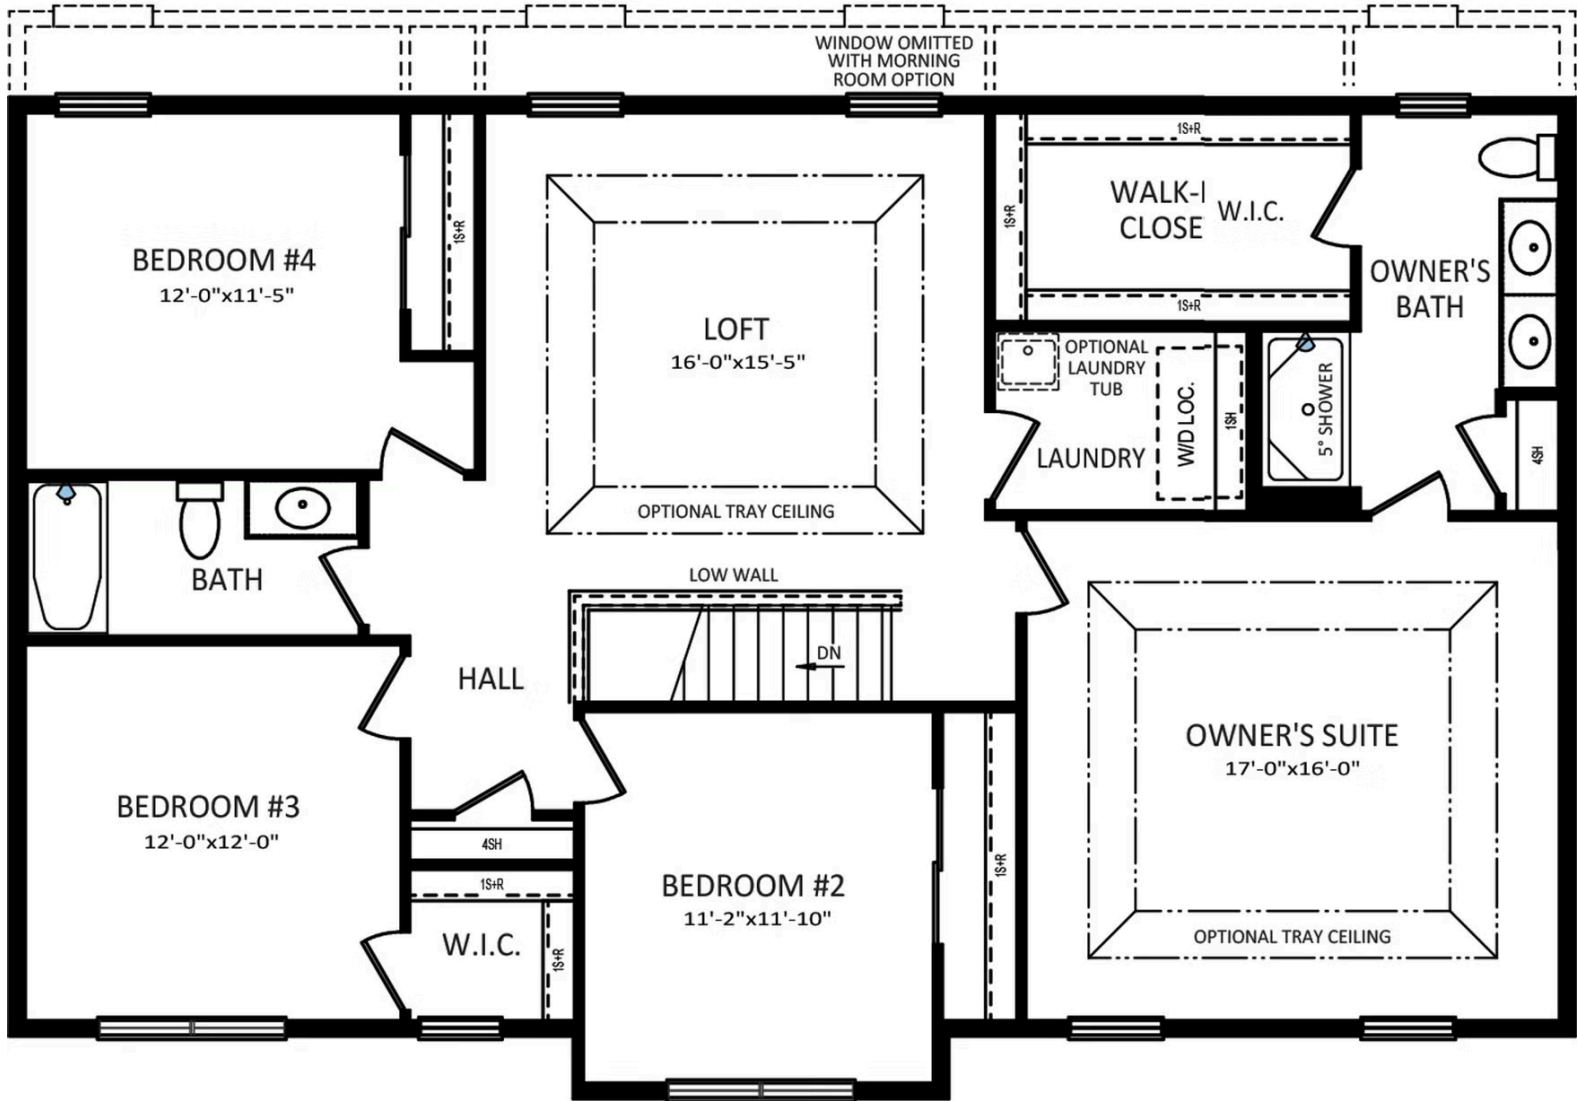 WINDOW OMITTED
WITH MORNING
ROOM OPTION
1S+R
1S+R
1S+R
WALK-I
CLOSE
W.I.C.
1S+R
BEDROOM #4
12'-0"x11'-5"
LOFT
16'-0"x15'-5"
OPTIONAL TRAY CEILING
OWNER'S
BATH
OPTIONAL
LAUNDRY
TUB
W/D LOC.
1SH
LAUNDRY
5° SHOWER
4SH
BATH
LOW WALL
DN
HALL
OWNER'S SUITE
17'-0"x16'-0"
OPTIONAL TRAY CEILING
BEDROOM #3
12'-0"x12'-0"
4SH
1S+R
W.I.C.
1S+R
BEDROOM #2
11'-2"x11'-10"
1S+R